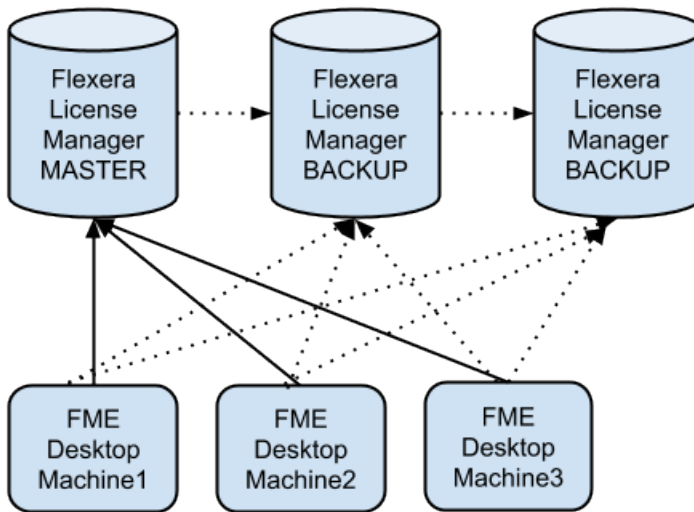 Flexera
License
Manager
MASTER
Flexera
License
Manager
BACKUP
Flexera
License
Manager
BACKUP
FME
Desktop
Machine1
FME
Desktop
Machine2
FME
Desktop
Machine3